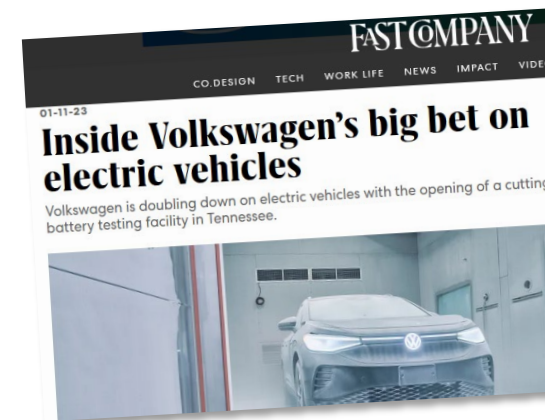 FAST COMPANY
CO.DESIGN TECH WORK LIFE NEWS IMPACT
01-11-23
Inside Volkswagen's big bet on
electric vehicles
Volkswagen is doubling down on electric vehicles with the opening of a
battery testing facility in Tennessee.